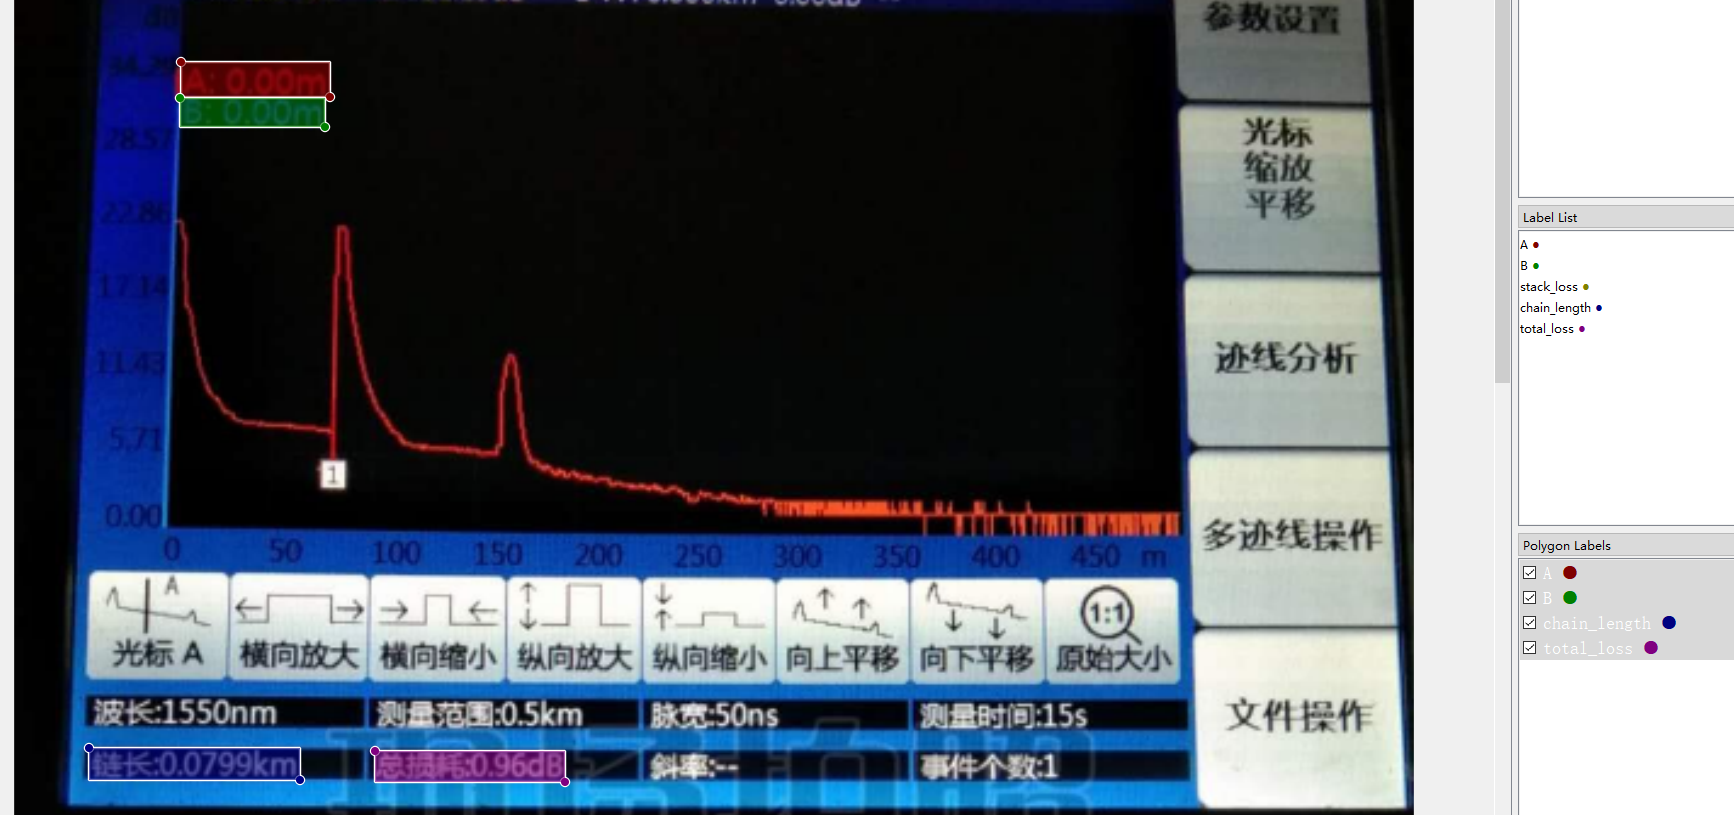 dB
参数设置
34.29
A: 0.00m
B: 0.00m
28.57
光标
缩放
平移
22.86
17.14
11.43
迹线分析
5.71
1
0.00
多迹线操作
0 50 100 150 200 250 300 350 400 450 m
A
1:1
光标 A 横向放大 横向缩小 纵向放大 纵向缩小 向上平移 向下平移 原始大小
波长:1550nm 测量范围:0.5km 脉宽:50ns 测量时间:15s
文件操作
链长:0.0799km 总损耗:0.96dB 斜率:-- 事件个数:1
Label List
A
B
stack_loss
chain_length
total_loss
Polygon Labels
A
B
chain_length
total_loss